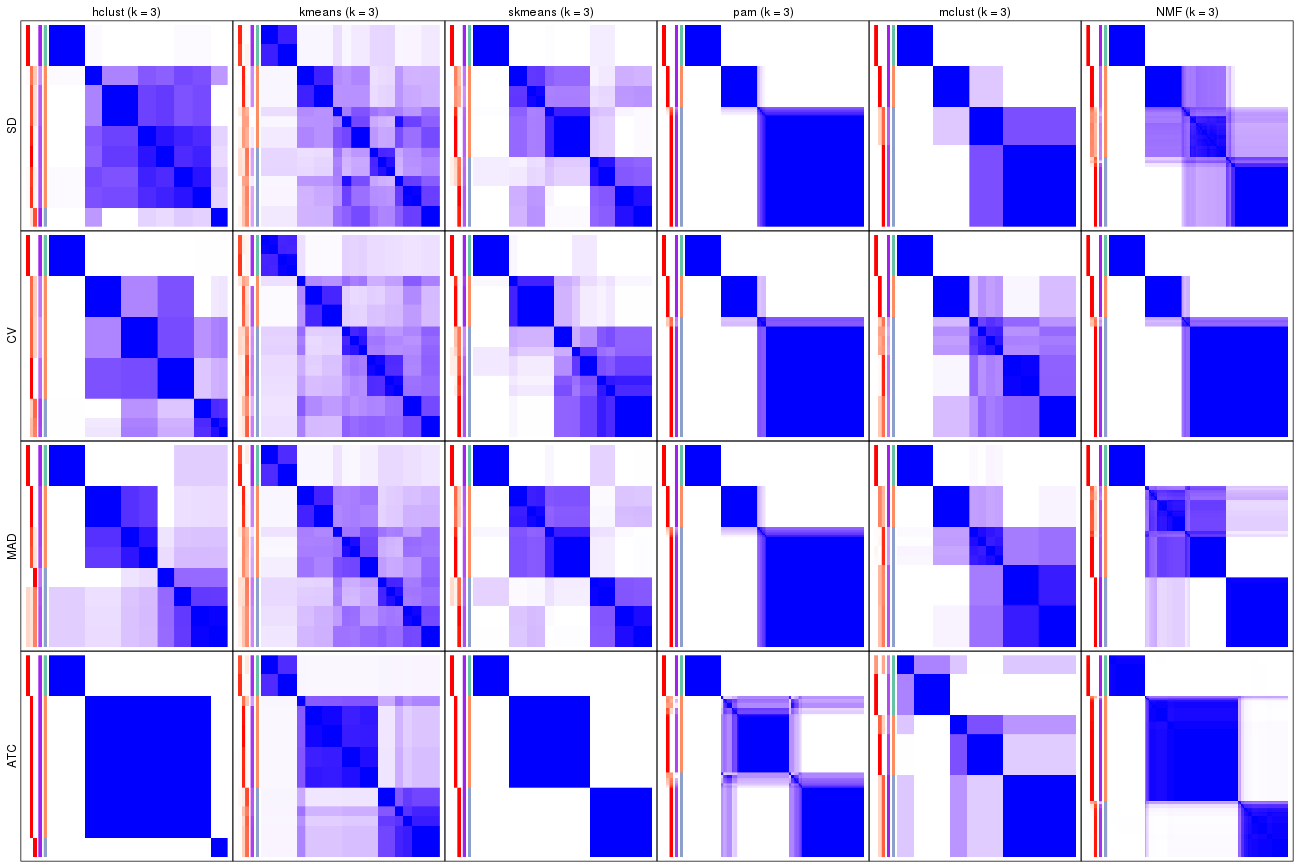 hclust (k = 3) kmeans (k = 3) skmeans (k = 3) pam (k = 3) mclust (k = 3) NMF (k = 3)
SD
CV
MAD
ATC